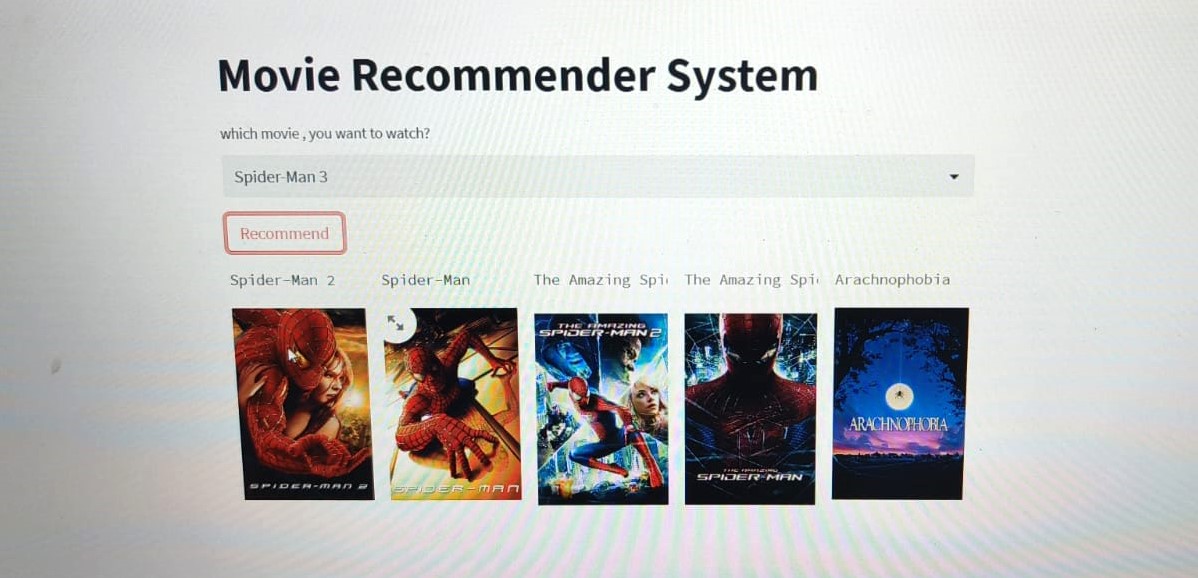 Movie Recommender System
which movie , you want to watch?
Spider-Man 3
Recommend
Spider-Man 2
Spider-Man
The Amazing Spi
The Amazing Spi
Arachnophobia
SPIDER-MAN 2
SPIDER-MAN
THE AMAZING
SPIDER-MAN 2
THE AMAZING
SPIDER-MAN
ARACHNOPHOBIA